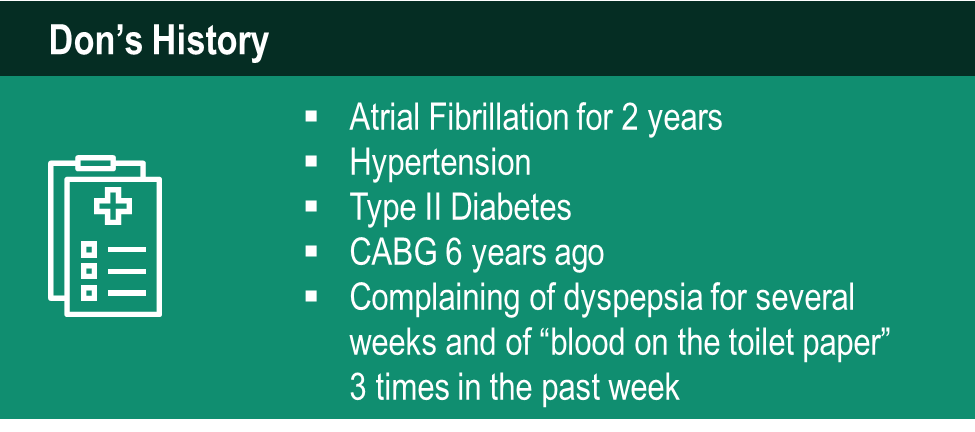 Don’s History
▪ Atrial Fibrillation for 2 years
▪ Hypertension
▪ Type II Diabetes
▪ CABG 6 years ago
▪ Complaining of dyspepsia for several
weeks and of “blood on the toilet paper”
3 times in the past week